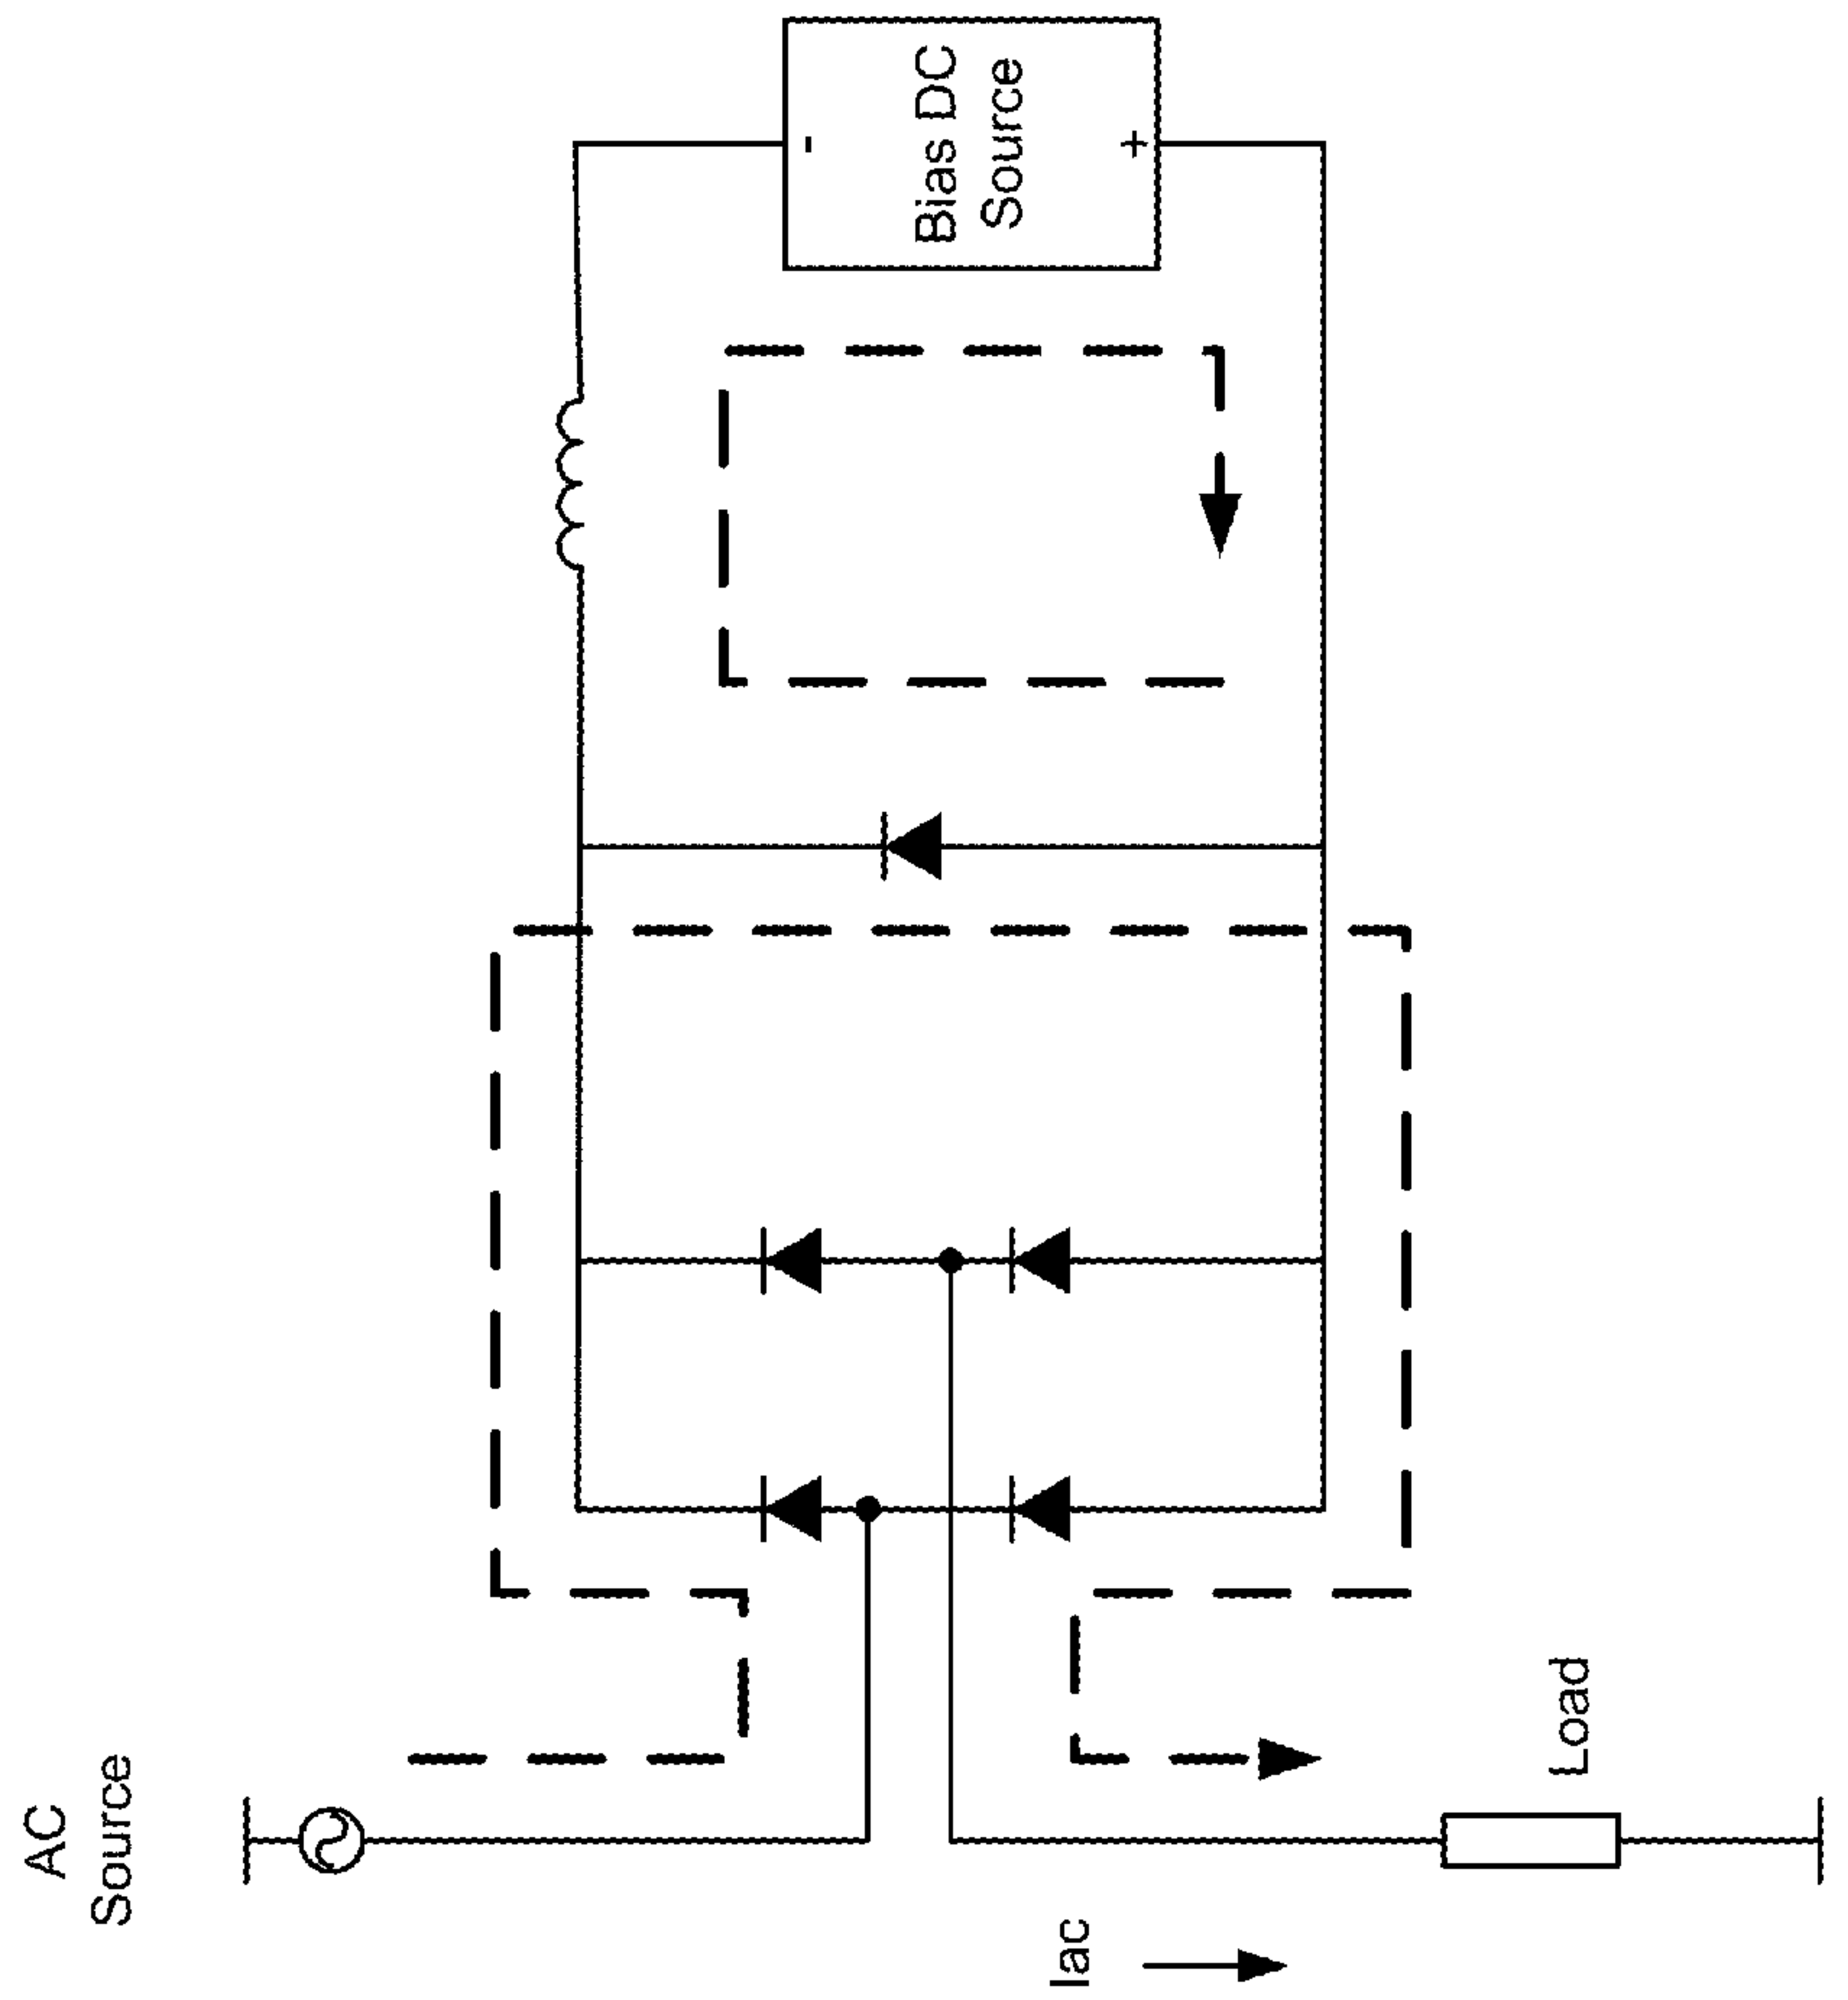 AC
Source
Iac
Load
-
Bias DC
Source
+